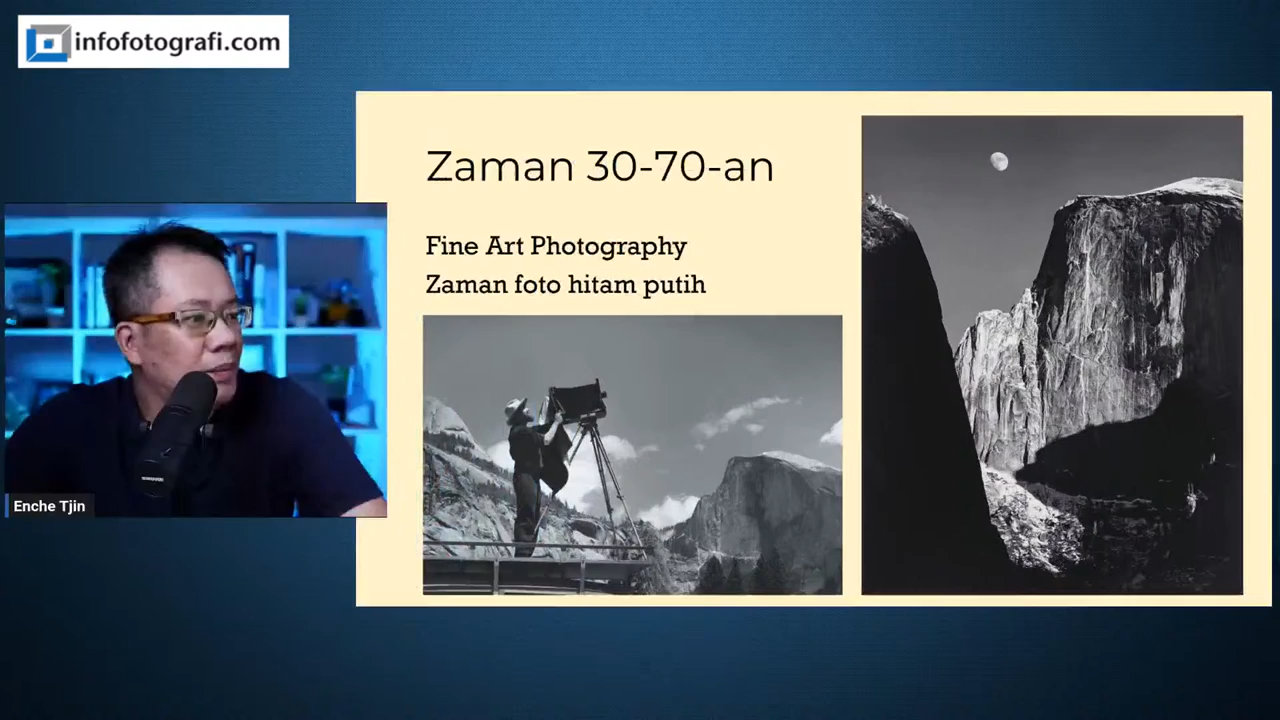 infofotografi.com
Zaman 30-70-an
Fine Art Photography
Zaman foto hitam putih
Enche Tjin